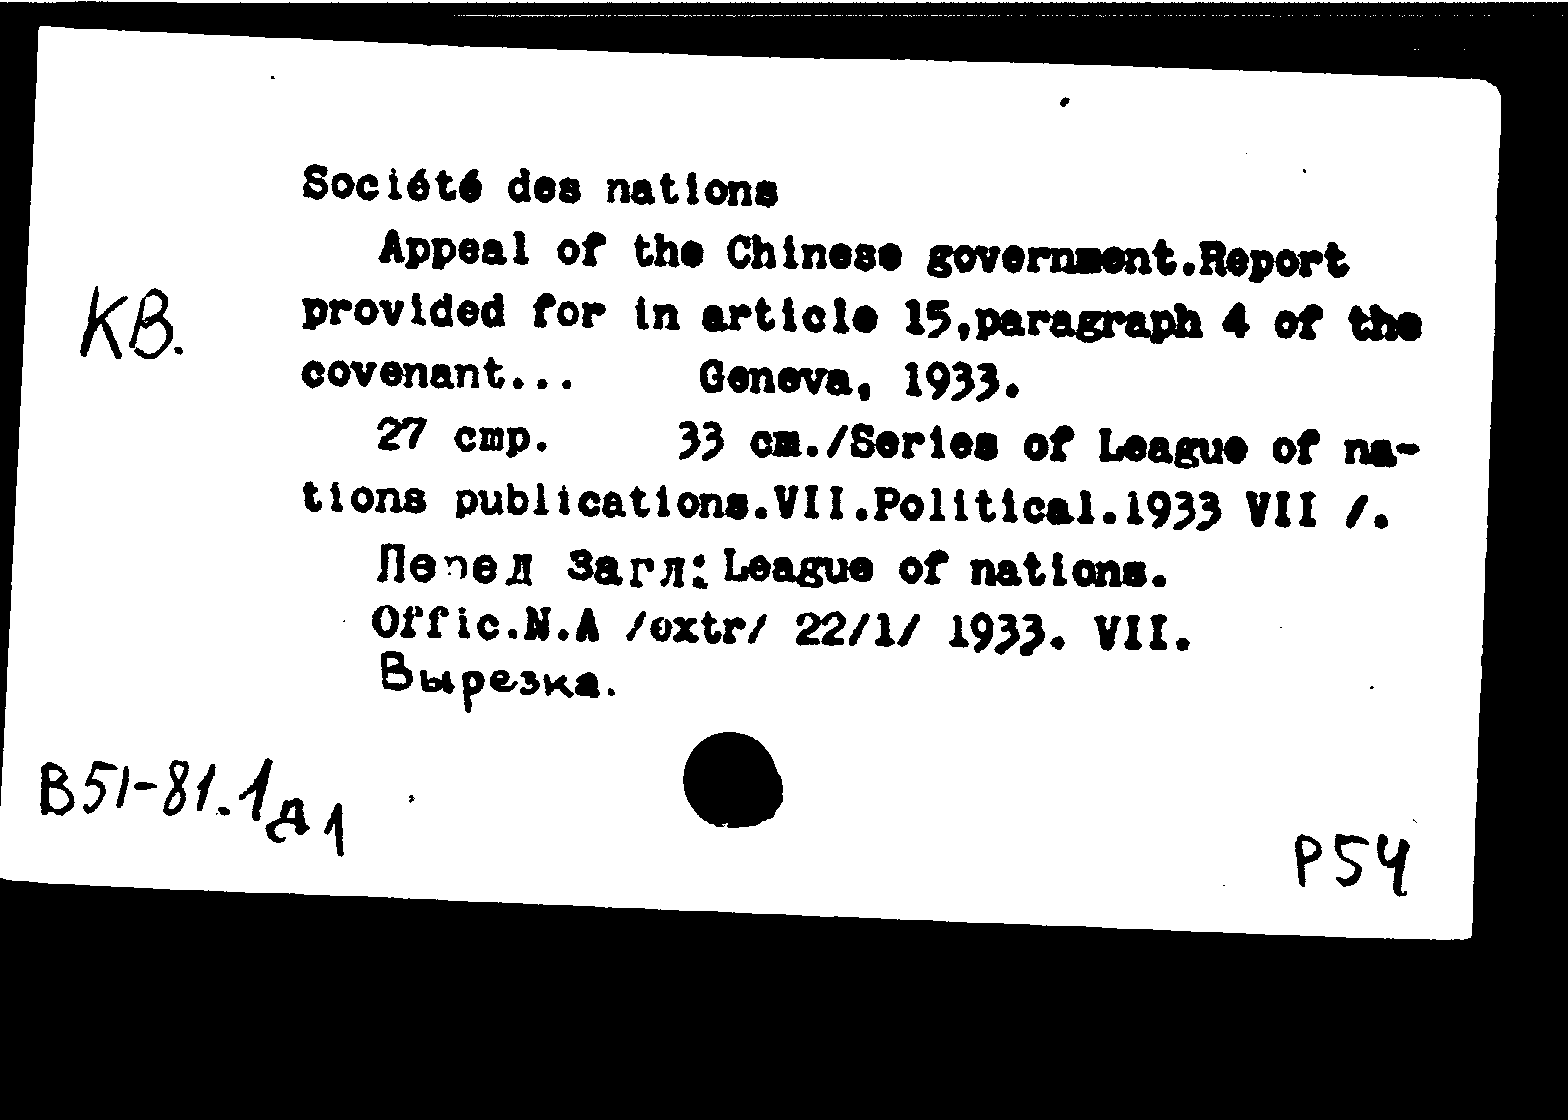 Société des nations
Appeal of the Chinese government.Report
provided for in article 15,paragraph 4 of the
KB.
covenant... Geneva, 1933.
27 cmp. 33 cm./Series of League of na-
tions publications.VII.Political.1933 VII /.
Перед Загл: League of nations.
Offic.N.A /extr/ 22/1/ 1933. VII.
Вырезка.
B51-81.1д1
P54